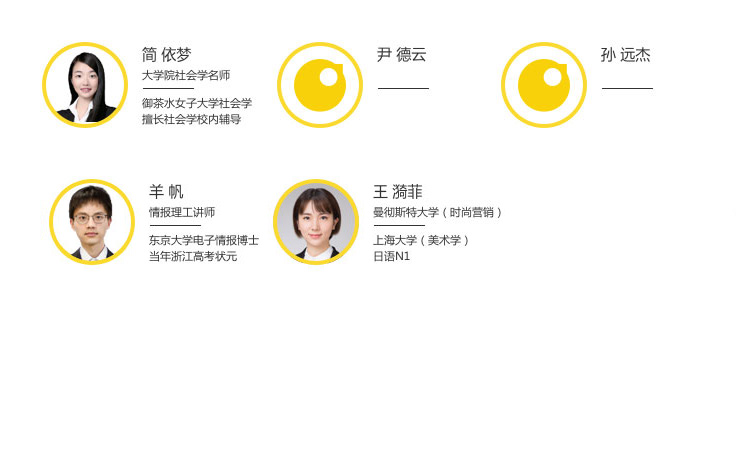 简 依梦
大学院社会学名师
御茶水女子大学社会学
擅长社会学校内辅导
尹 德云
孙 远杰
羊 帆
情报理工讲师
东京大学电子情报博士
当年浙江高考状元
王 漪菲
曼彻斯特大学（时尚营销）
上海大学（美术学）
日语N1